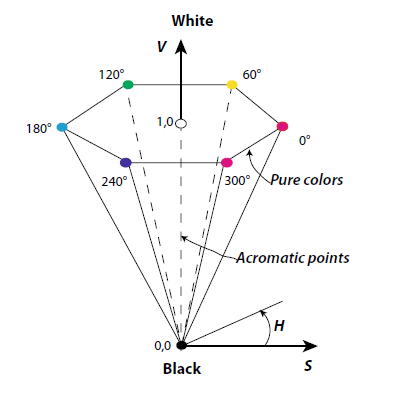 White
V
120°
60°
1,0
180°
0°
240°
300°
Pure colors
Acromatic points
H
0,0
S
Black